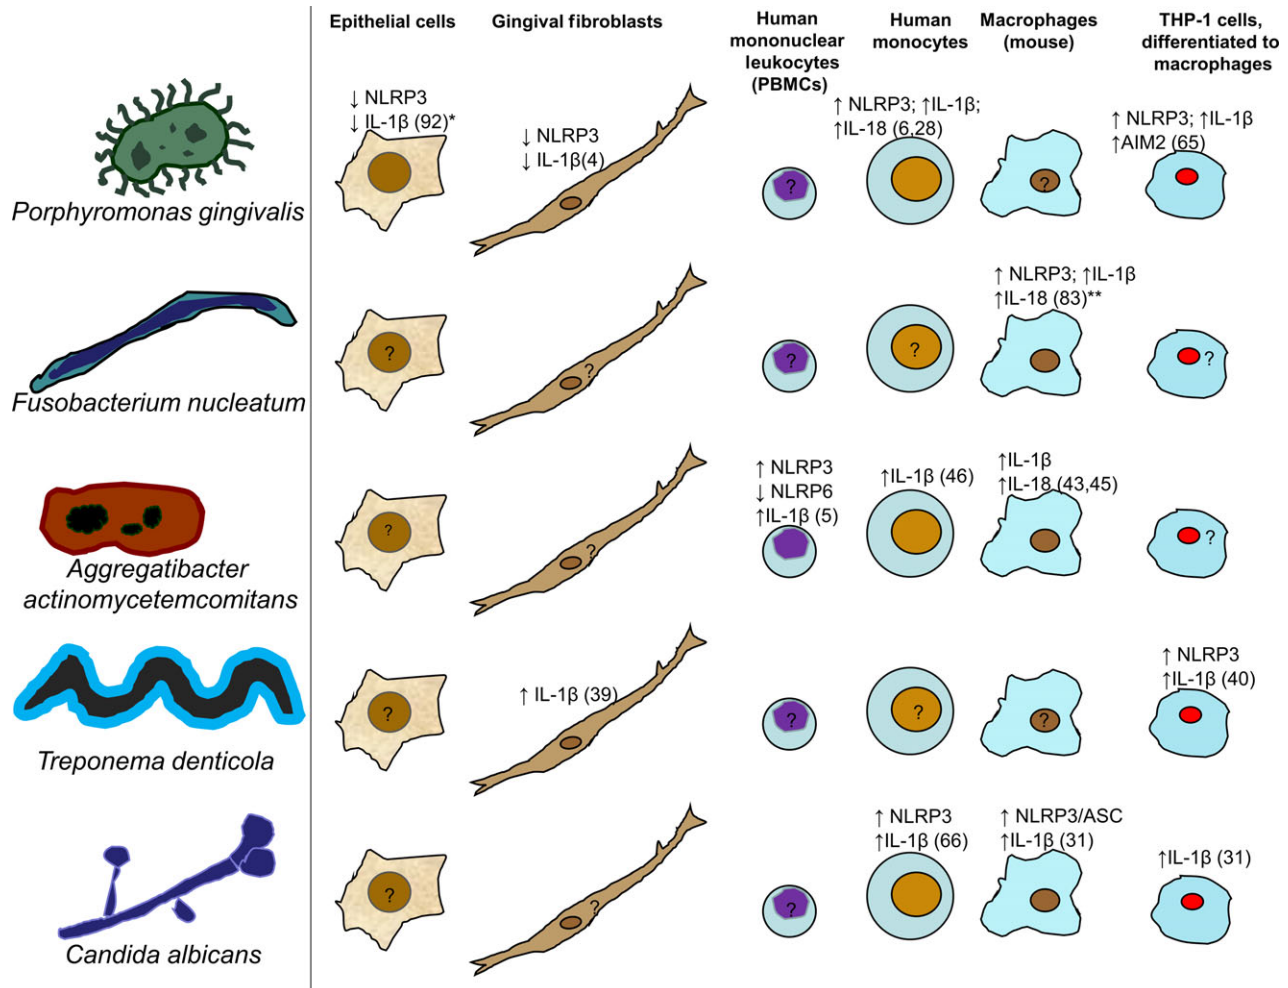 Epithelial cells
Gingival fibroblasts
Human
mononuclear
leukocytes
(PBMCs)
Human
monocytes
Macrophages
(mouse)
THP-1 cells,
differentiated to
macrophages
Porphyromonas gingivalis
↓ NLRP3
↓ IL-1β (92)*
↓ NLRP3
↓ IL-1β(4)
?
↑ NLRP3; ↑IL-1β;
↑IL-18 (6,28)
?
↑ NLRP3; ↑IL-1β
↑AIM2 (65)
Fusobacterium nucleatum
?
?
?
?
↑ NLRP3; ↑IL-1β
↑IL-18 (83)**
?
Aggregatibacter
actinomycetemcomitans
?
?
↑ NLRP3
↓ NLRP6
↑IL-1β (5)
↑IL-1β (46)
↑IL-1β
↑IL-18 (43,45)
?
Treponema denticola
?
↑ IL-1β (39)
?
?
?
↑ NLRP3
↑IL-1β (40)
Candida albicans
?
?
?
↑ NLRP3
↑IL-1β (66)
↑ NLRP3/ASC
↑IL-1β (31)
↑IL-1β (31)